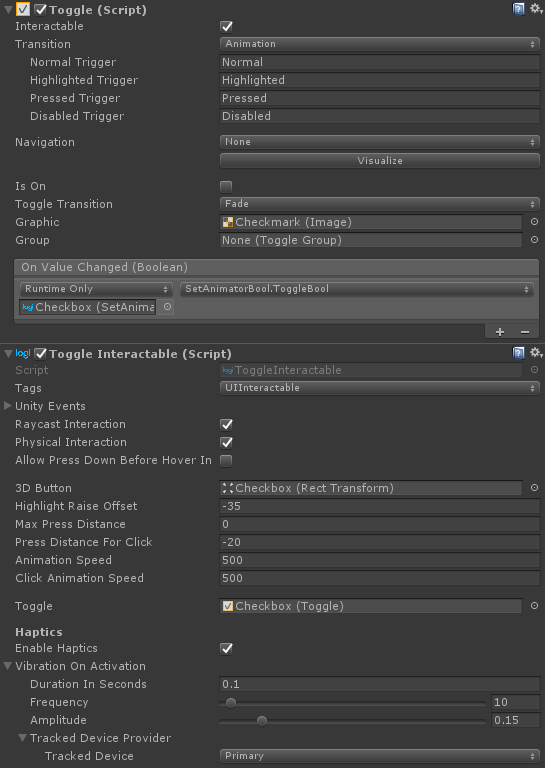 Toggle (Script)
Interactable
Transition Animation
Normal Trigger Normal
Highlighted Trigger Highlighted
Pressed Trigger Pressed
Disabled Trigger Disabled
Navigation None
Visualize
Is On
Toggle Transition Fade
Graphic Checkmark (Image)
Group None (Toggle Group)
On Value Changed (Boolean)
Runtime Only SetAnimatorBool.ToggleBool
logi Checkbox (SetAnima
logi Toggle Interactable (Script)
Script ToggleInteractable
Tags UIInteractable
Unity Events
Raycast Interaction
Physical Interaction
Allow Press Down Before Hover In
3D Button Checkbox (Rect Transform)
Highlight Raise Offset -35
Max Press Distance 0
Press Distance For Click -20
Animation Speed 500
Click Animation Speed 500
Toggle Checkbox (Toggle)
Haptics
Enable Haptics
Vibration On Activation
Duration In Seconds 0.1
Frequency 10
Amplitude 0.15
Tracked Device Provider
Tracked Device Primary